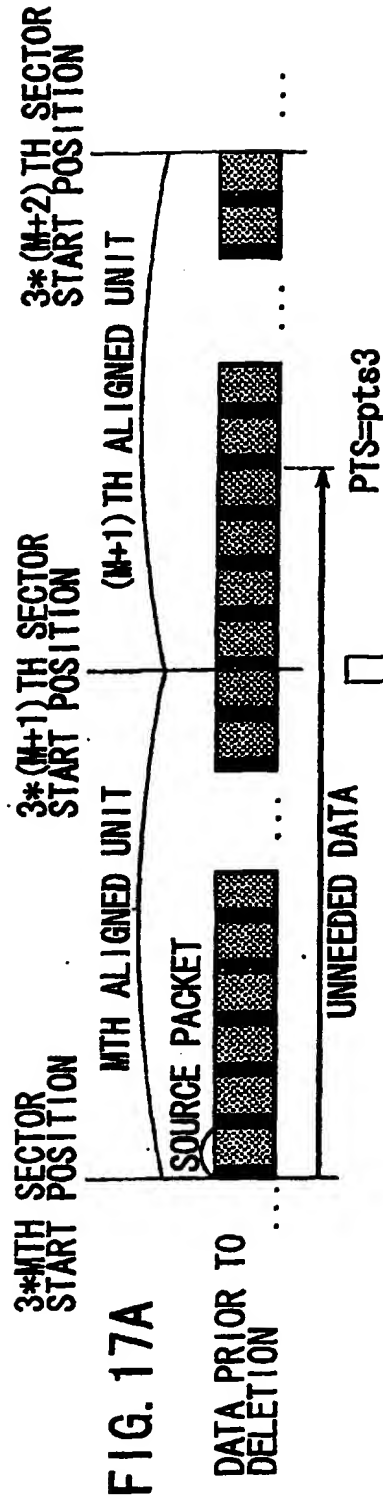 FIG. 17A
3*MTH SECTOR
START POSITION
3*(M+1)TH SECTOR
START POSITION
3*(M+2)TH SECTOR
START POSITION
MTH ALIGNED UNIT
(M+1)TH ALIGNED UNIT
SOURCE PACKET
DATA PRIOR TO
DELETION
...
...
...
...
UNNEEDED DATA
PTS=pts3